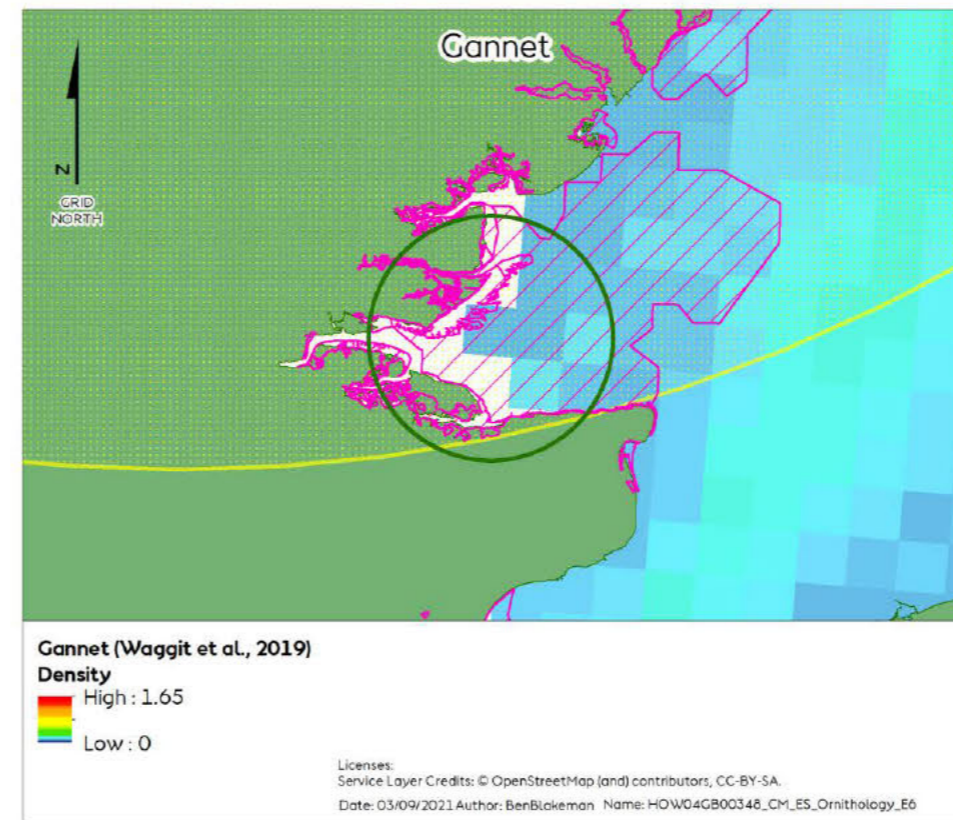 Gannet
N
GRID
NORTH
Gannet (Waggit et al., 2019)
Density
High : 1.65
Low : 0
Licenses:
Service Layer Credits: © OpenStreetMap (and) contributors, CC-BY-SA.
Date: 03/09/2021 Author: BenBlakeman Name: HOW04GB00348_CM_ES_Ornithology_E6